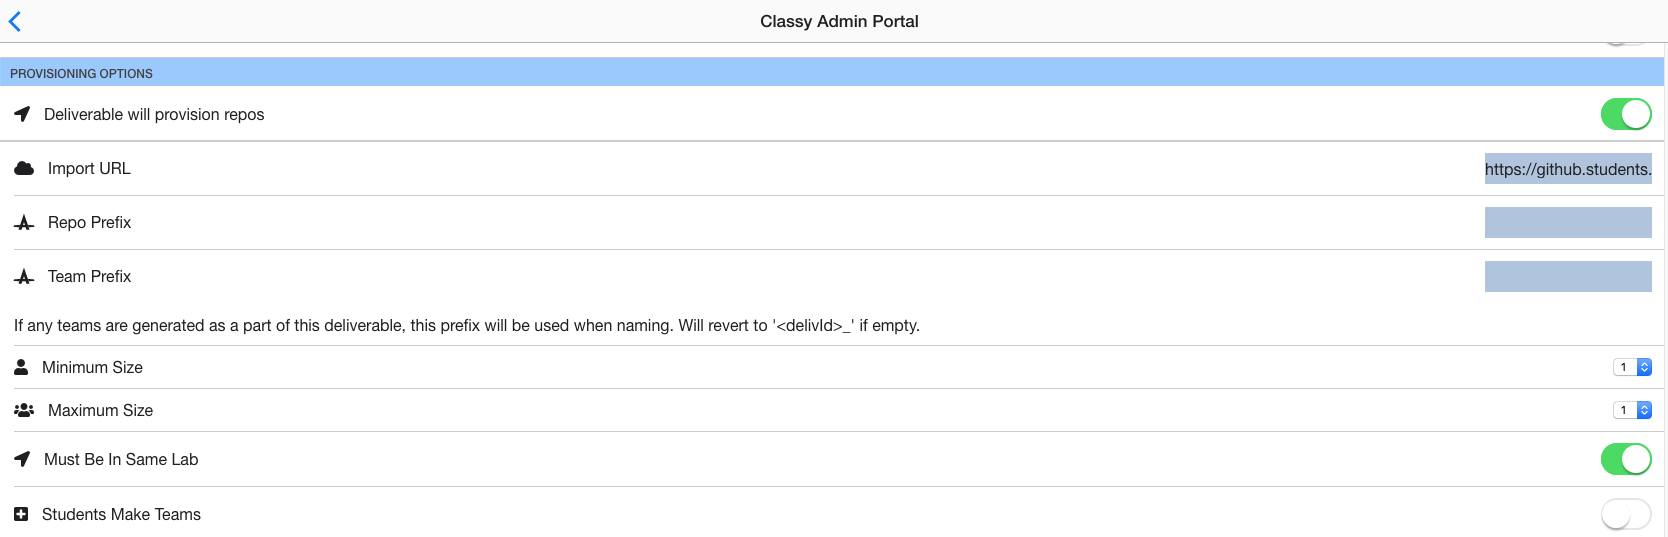 Classy Admin Portal
PROVISIONING OPTIONS
Deliverable will provision repos
Import URL
https://github.students.
Repo Prefix
Team Prefix
If any teams are generated as a part of this deliverable, this prefix will be used when naming. Will revert to '<delivId>_' if empty.
Minimum Size
1
Maximum Size
1
Must Be In Same Lab
Students Make Teams